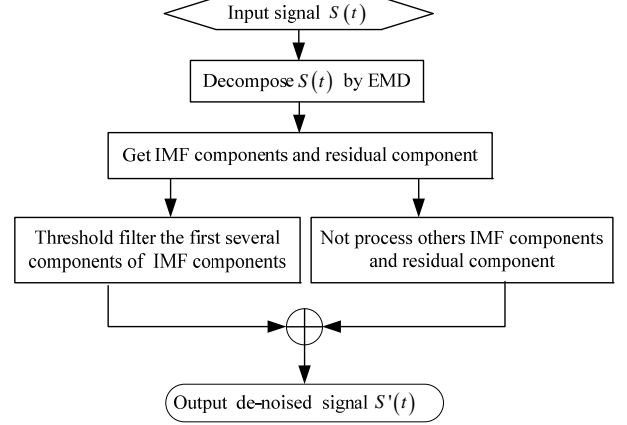 Input signal S(t)
Decompose S(t) by EMD
Get IMF components and residual component
Threshold filter the first several
components of IMF components
Not process others IMF components
and residual component
Output de-noised signal S'(t)